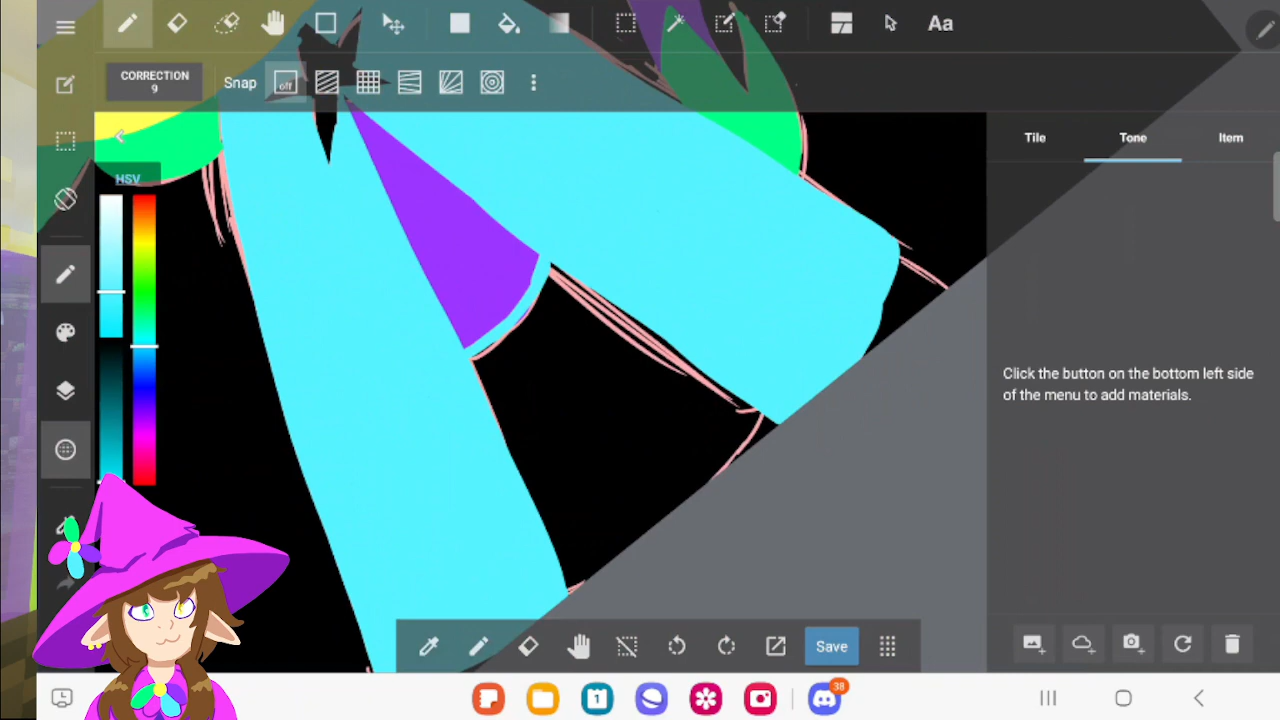 Aa
CORRECTION
9
Snap
off
HSV
Tile
Tone
Item
Click the button on the bottom left side
of the menu to add materials.
Save
1
38